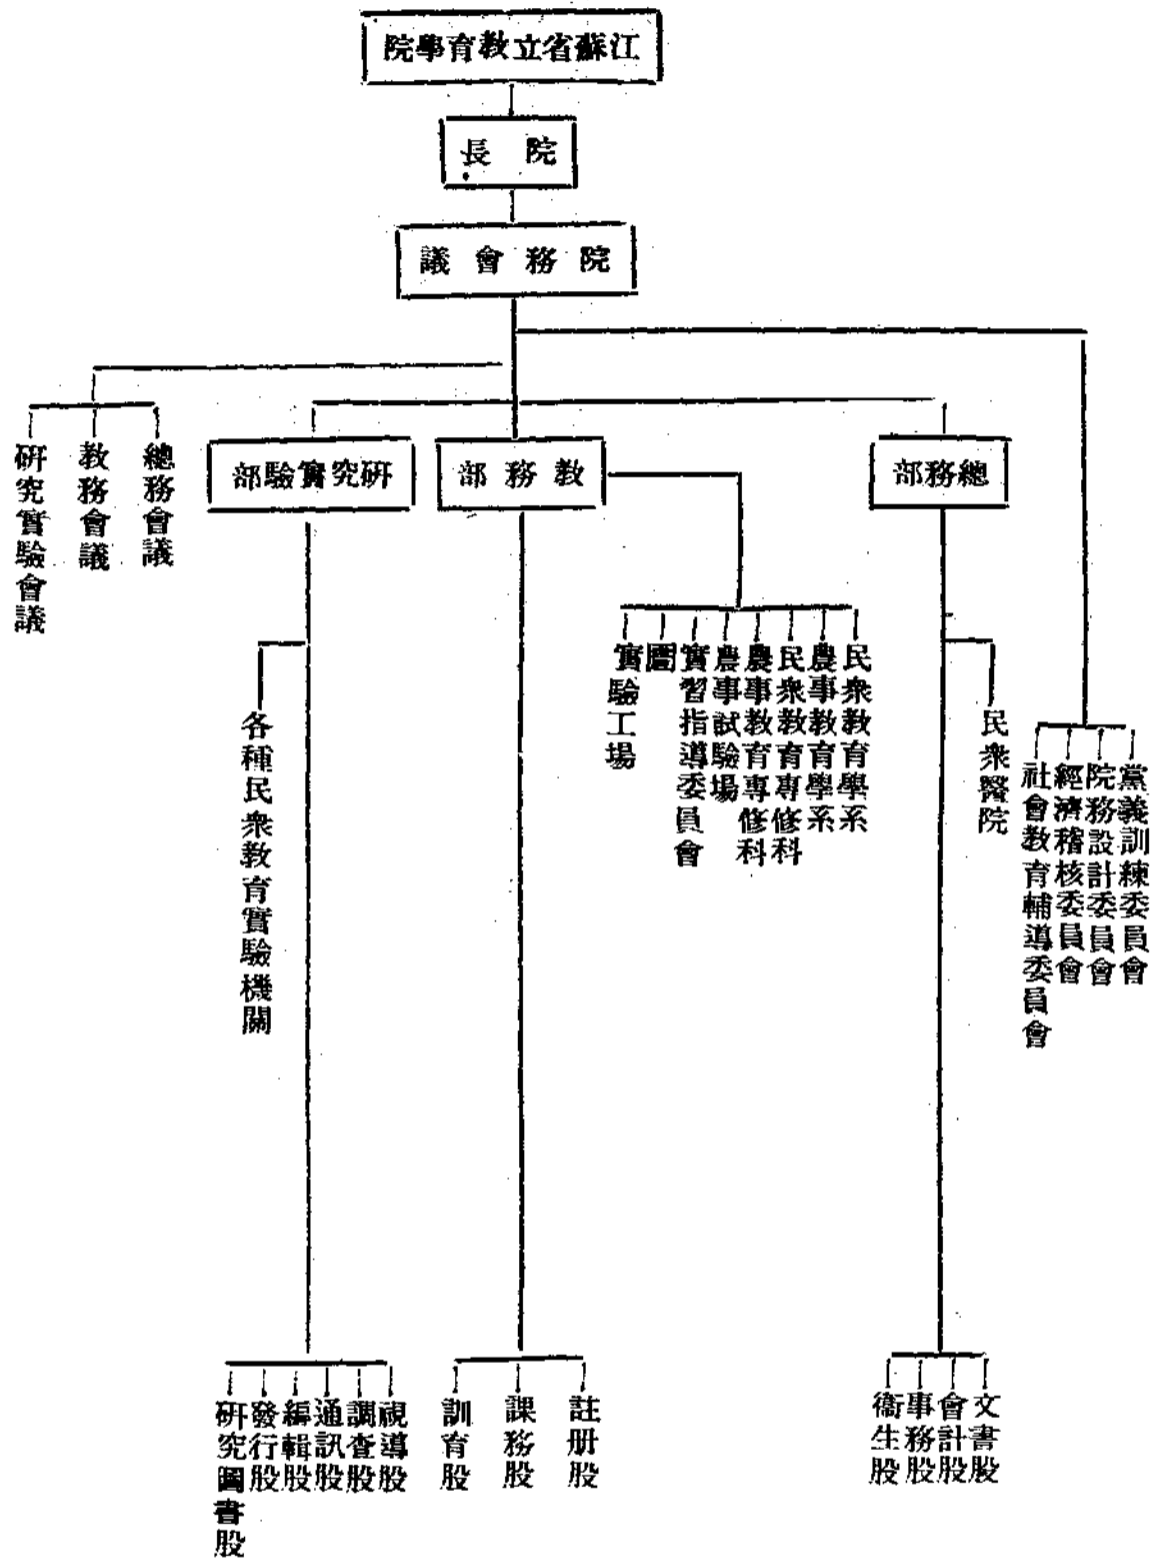 江蘇省立教育學院
院長
院務會議
總務會議
教務會議
研究實驗會議
總務部
教務部
研究實驗部
黨義訓練委員會
院務設計委員會
經濟稽核委員會
社會教育輔導委員會
民衆醫院
民衆教育學系
農事教育學系
民衆教育專修科
農事教育專修科
農事試驗場
實習指導委員會
圕
實驗工場
各種民衆教育實驗機關
文書股
會計股
事務股
衞生股
註册股
課務股
訓育股
視導股
調查股
通訊股
編輯股
發行股
研究圖書股